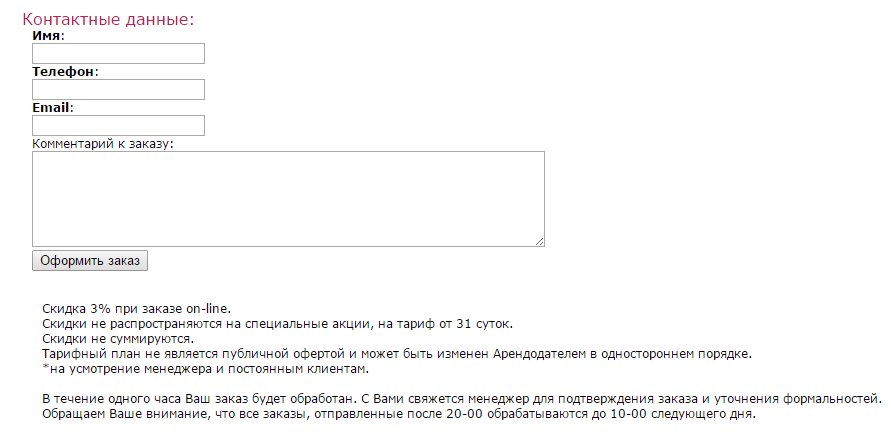 Контактные данные:
Имя:
Телефон:
Email:
Комментарий к заказу:
Оформить заказ
Скидка 3% при заказе on-line.
Скидки не распространяются на специальные акции, на тариф от 31 суток.
Скидки не суммируются.
Тарифный план не является публичной офертой и может быть изменен Арендодателем в одностороннем порядке.
*на усмотрение менеджера и постоянным клиентам.
В течение одного часа Ваш заказ будет обработан. С Вами свяжется менеджер для подтверждения заказа и уточнения формальностей.
Обращаем Ваше внимание, что все заказы, отправленные после 20-00 обрабатываются до 10-00 следующего дня.